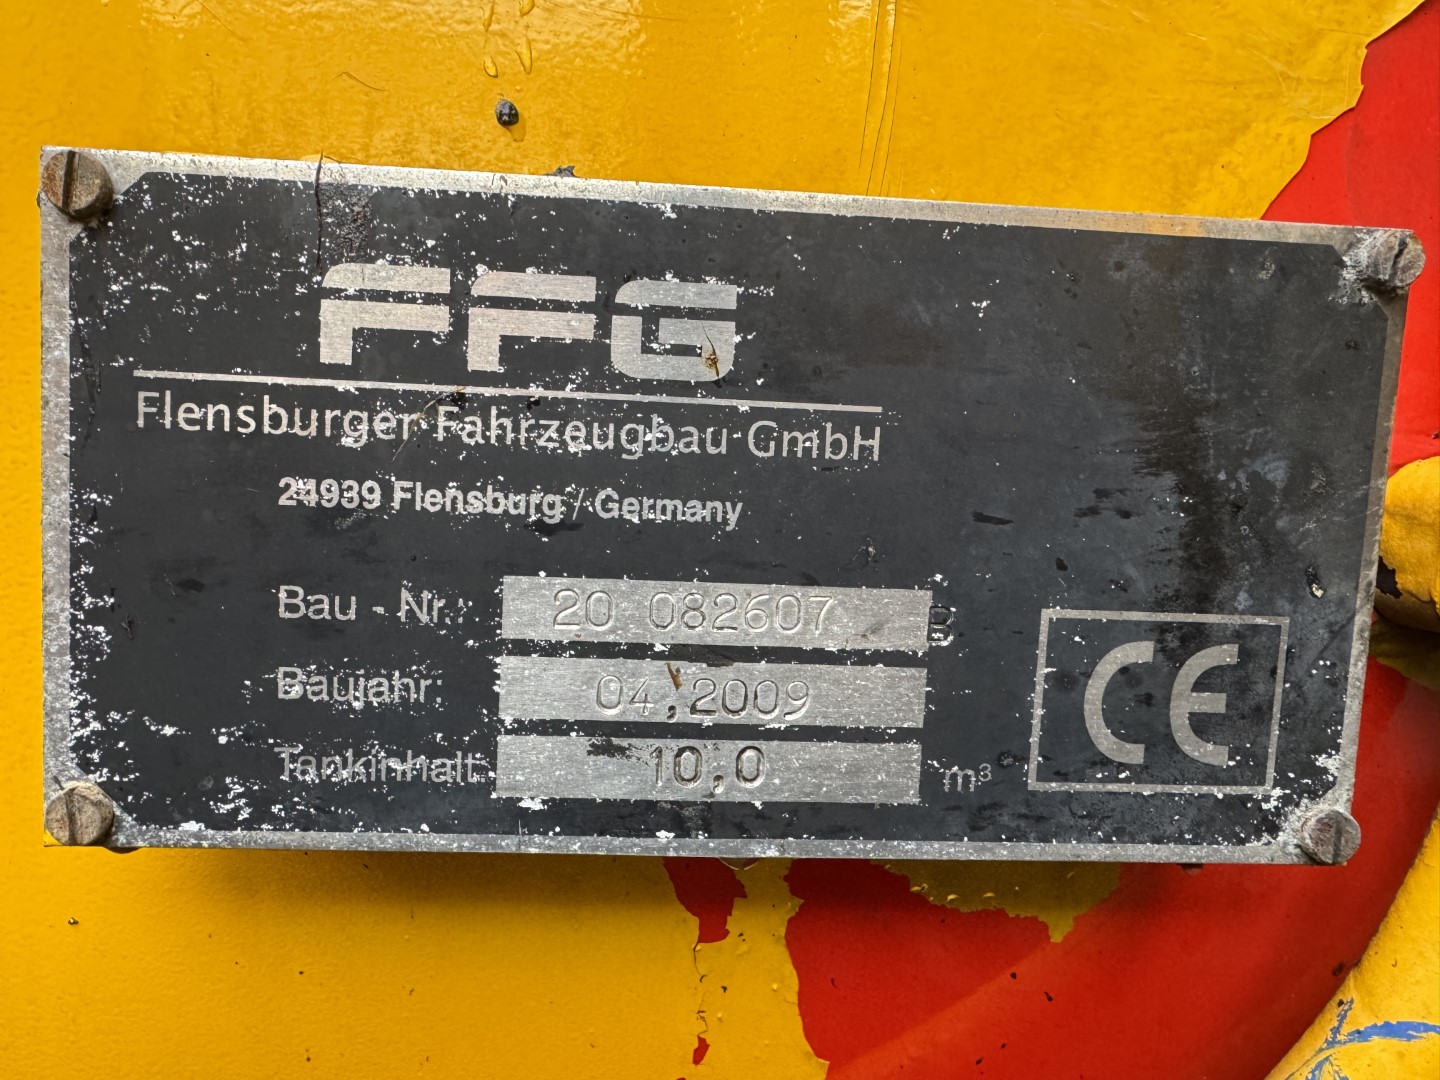 FFG
Flensburger Fahrzeugbau GmbH
24939 Flensburg / Germany
Bau - Nr.: 20 082607 B
Baujahr: 04,2009
Tankinhalt: 10,0 m³
CE